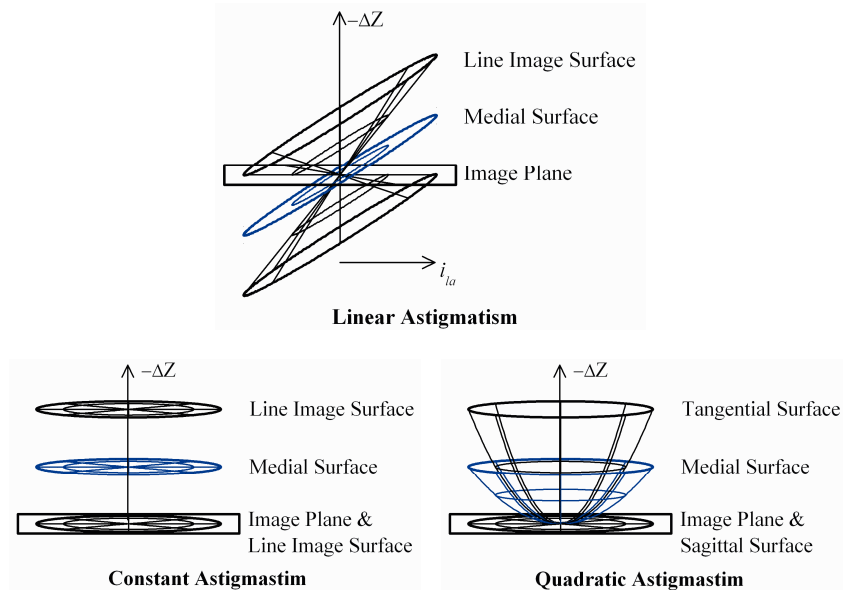 −ΔZ
Line Image Surface
Medial Surface
Image Plane
i_la
Linear Astigmatism
−ΔZ
Line Image Surface
Medial Surface
Image Plane &
Line Image Surface
Constant Astigmastim
−ΔZ
Tangential Surface
Medial Surface
Image Plane &
Sagittal Surface
Quadratic Astigmastim